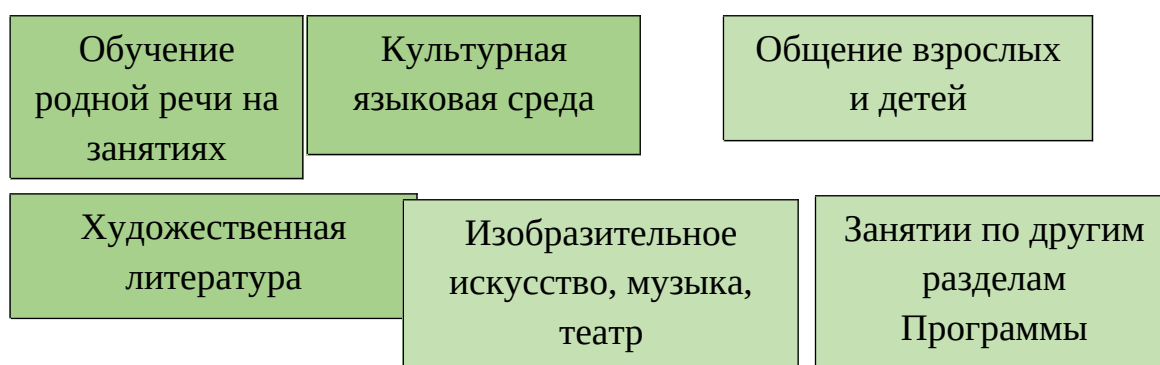 Обучение
родной речи на
занятиях
Культурная
языковая среда
Общение взрослых
и детей
Художественная
литература
Изобразительное
искусство, музыка,
театр
Занятии по другим
разделам
Программы